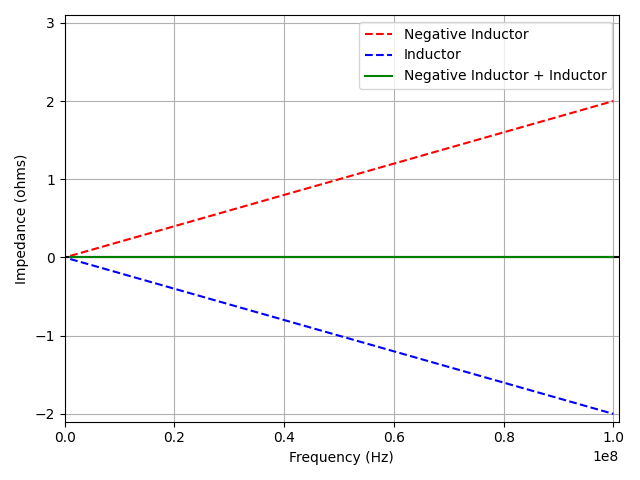 Negative Inductor
Inductor
Negative Inductor + Inductor
3
2
1
0
−1
−2
Impedance (ohms)
0.0 0.2 0.4 0.6 0.8 1.0
1e8
Frequency (Hz)